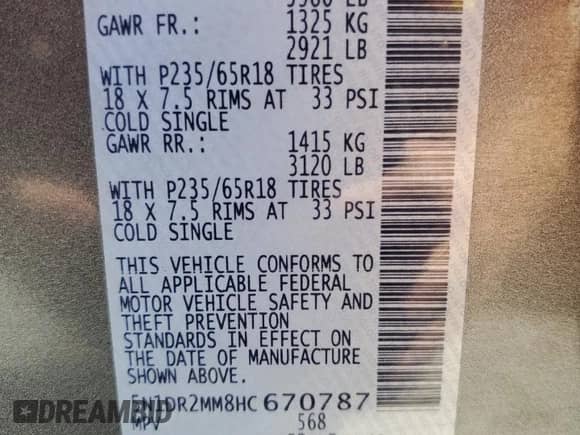 GAWR FR.: 1325 KG
2921 LB
WITH P235/65R18 TIRES
18 X 7.5 RIMS AT 33 PSI
COLD SINGLE
GAWR RR.: 1415 KG
3120 LB
WITH P235/65R18 TIRES
18 X 7.5 RIMS AT 33 PSI
COLD SINGLE
THIS VEHICLE CONFORMS TO
ALL APPLICABLE FEDERAL
MOTOR VEHICLE SAFETY AND
THEFT PREVENTION
STANDARDS IN EFFECT ON
THE DATE OF MANUFACTURE
SHOWN ABOVE.
5N1DR2MM8HC670787
MPV 568
DREAMBID